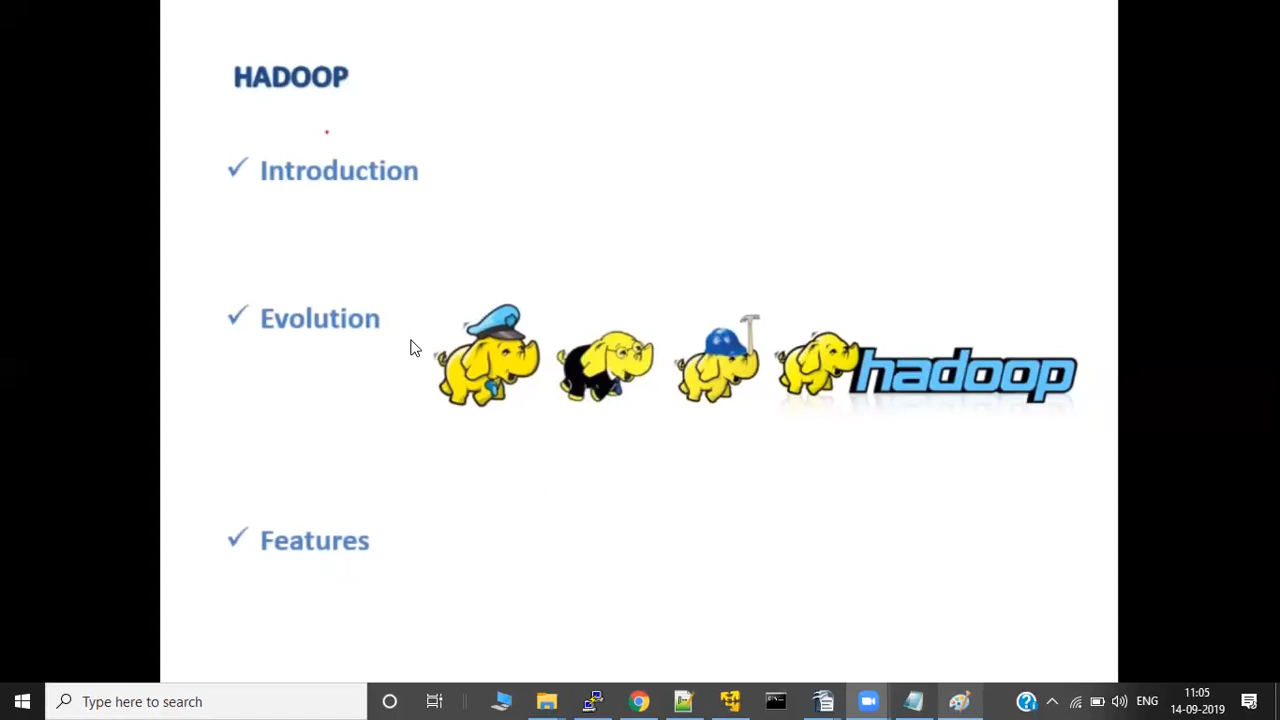 HADOOP
✓ Introduction
✓ Evolution
hadoop
✓ Features
Type here to search
ENG
11:05
14-09-2019